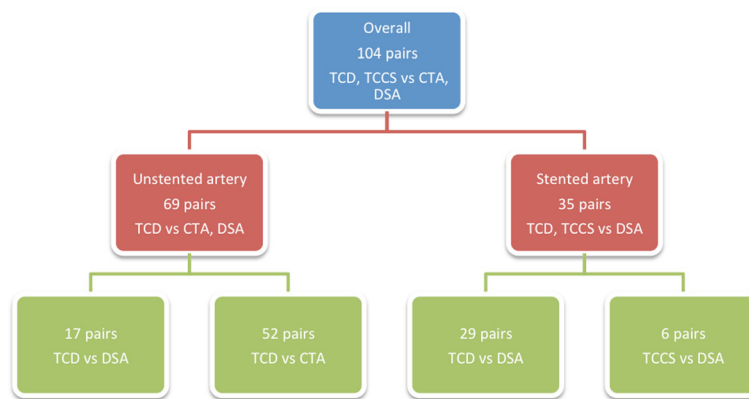 Overall
104 pairs
TCD, TCCS vs CTA,
DSA
Unstented artery
69 pairs
TCD vs CTA, DSA
Stented artery
35 pairs
TCD, TCCS vs DSA
17 pairs
TCD vs DSA
52 pairs
TCD vs CTA
29 pairs
TCD vs DSA
6 pairs
TCCS vs DSA